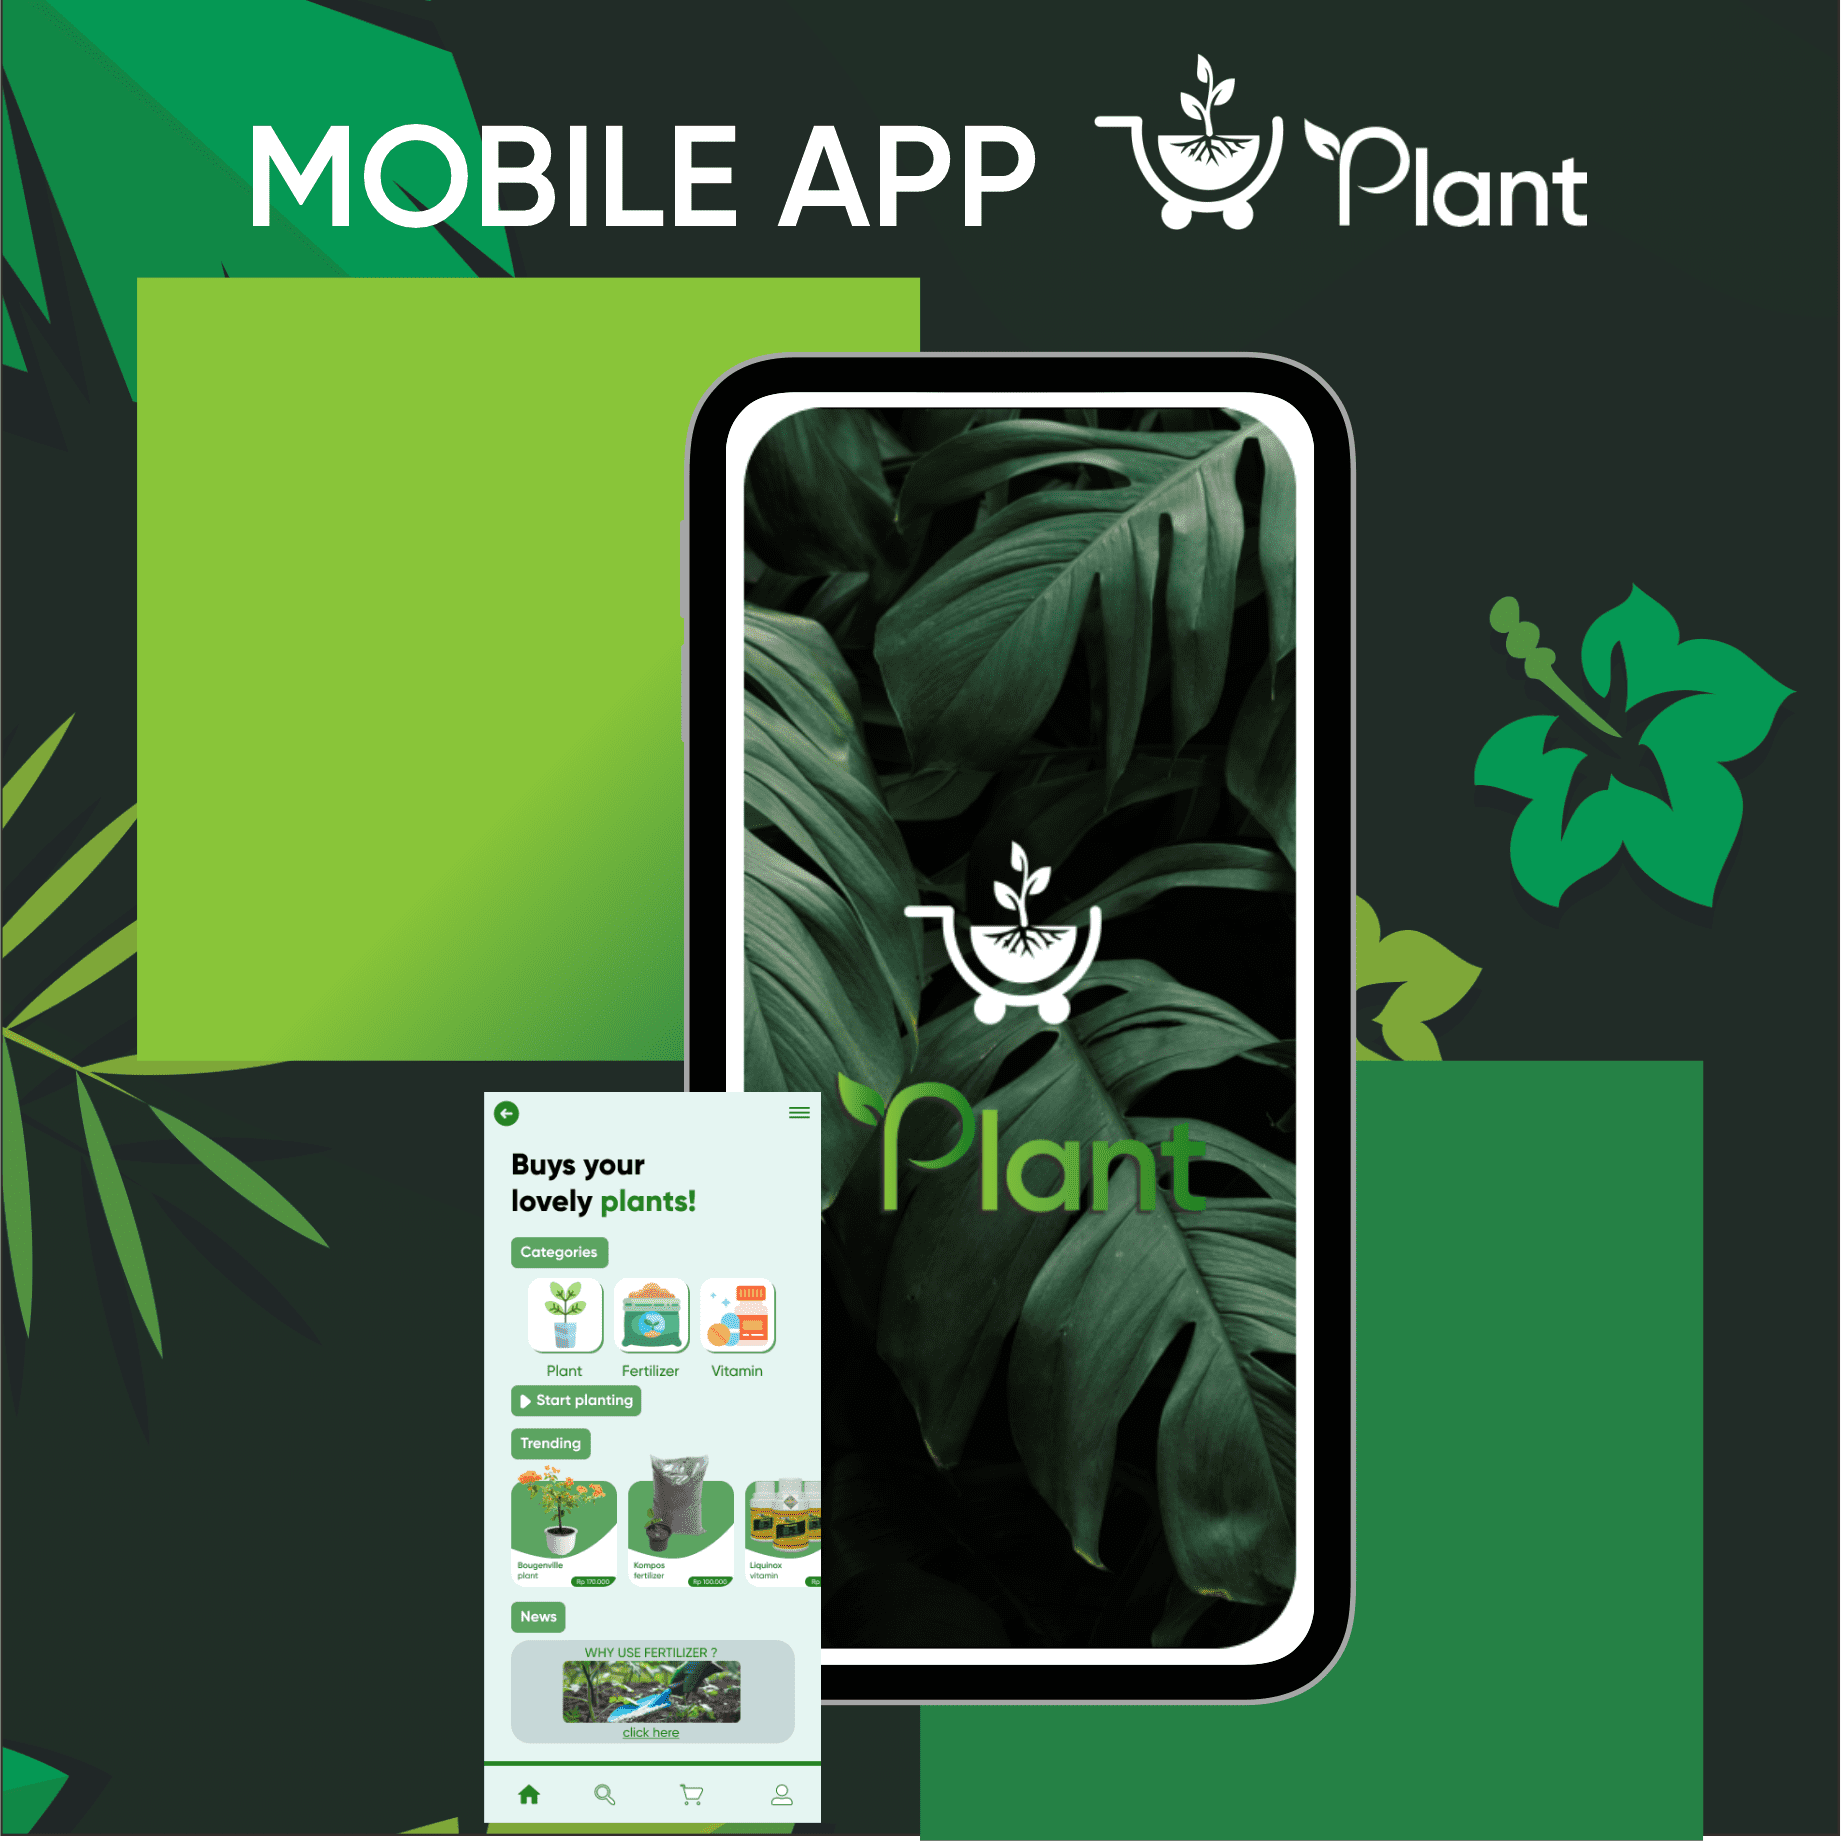 MOBILE APP Plant
Plant
Buys your
lovely plants!
Categories
Plant Fertilizer Vitamin
Start planting
Trending
Bougenville Kompos Liquinox
plant fertilizer vitamin
Rp 170.000 Rp 100.000 Rp
News
WHY USE FERTILIZER ?
click here